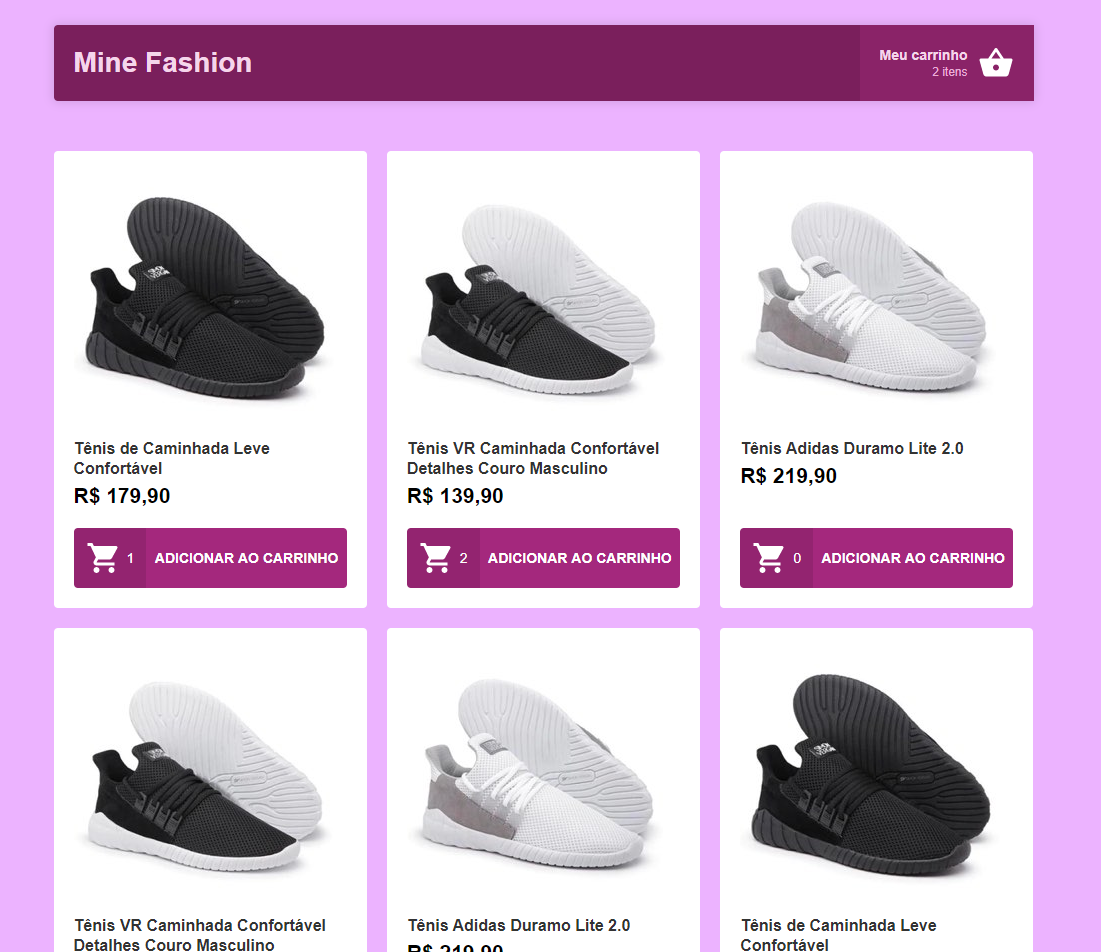 Mine Fashion
Meu carrinho
2 itens
Tênis de Caminhada Leve
Confortável
R$ 179,90
1 ADICIONAR AO CARRINHO
Tênis VR Caminhada Confortável
Detalhes Couro Masculino
R$ 139,90
2 ADICIONAR AO CARRINHO
Tênis Adidas Duramo Lite 2.0
R$ 219,90
0 ADICIONAR AO CARRINHO
Tênis VR Caminhada Confortável
Detalhes Couro Masculino
Tênis Adidas Duramo Lite 2.0
R$ 219,90
Tênis de Caminhada Leve
Confortável